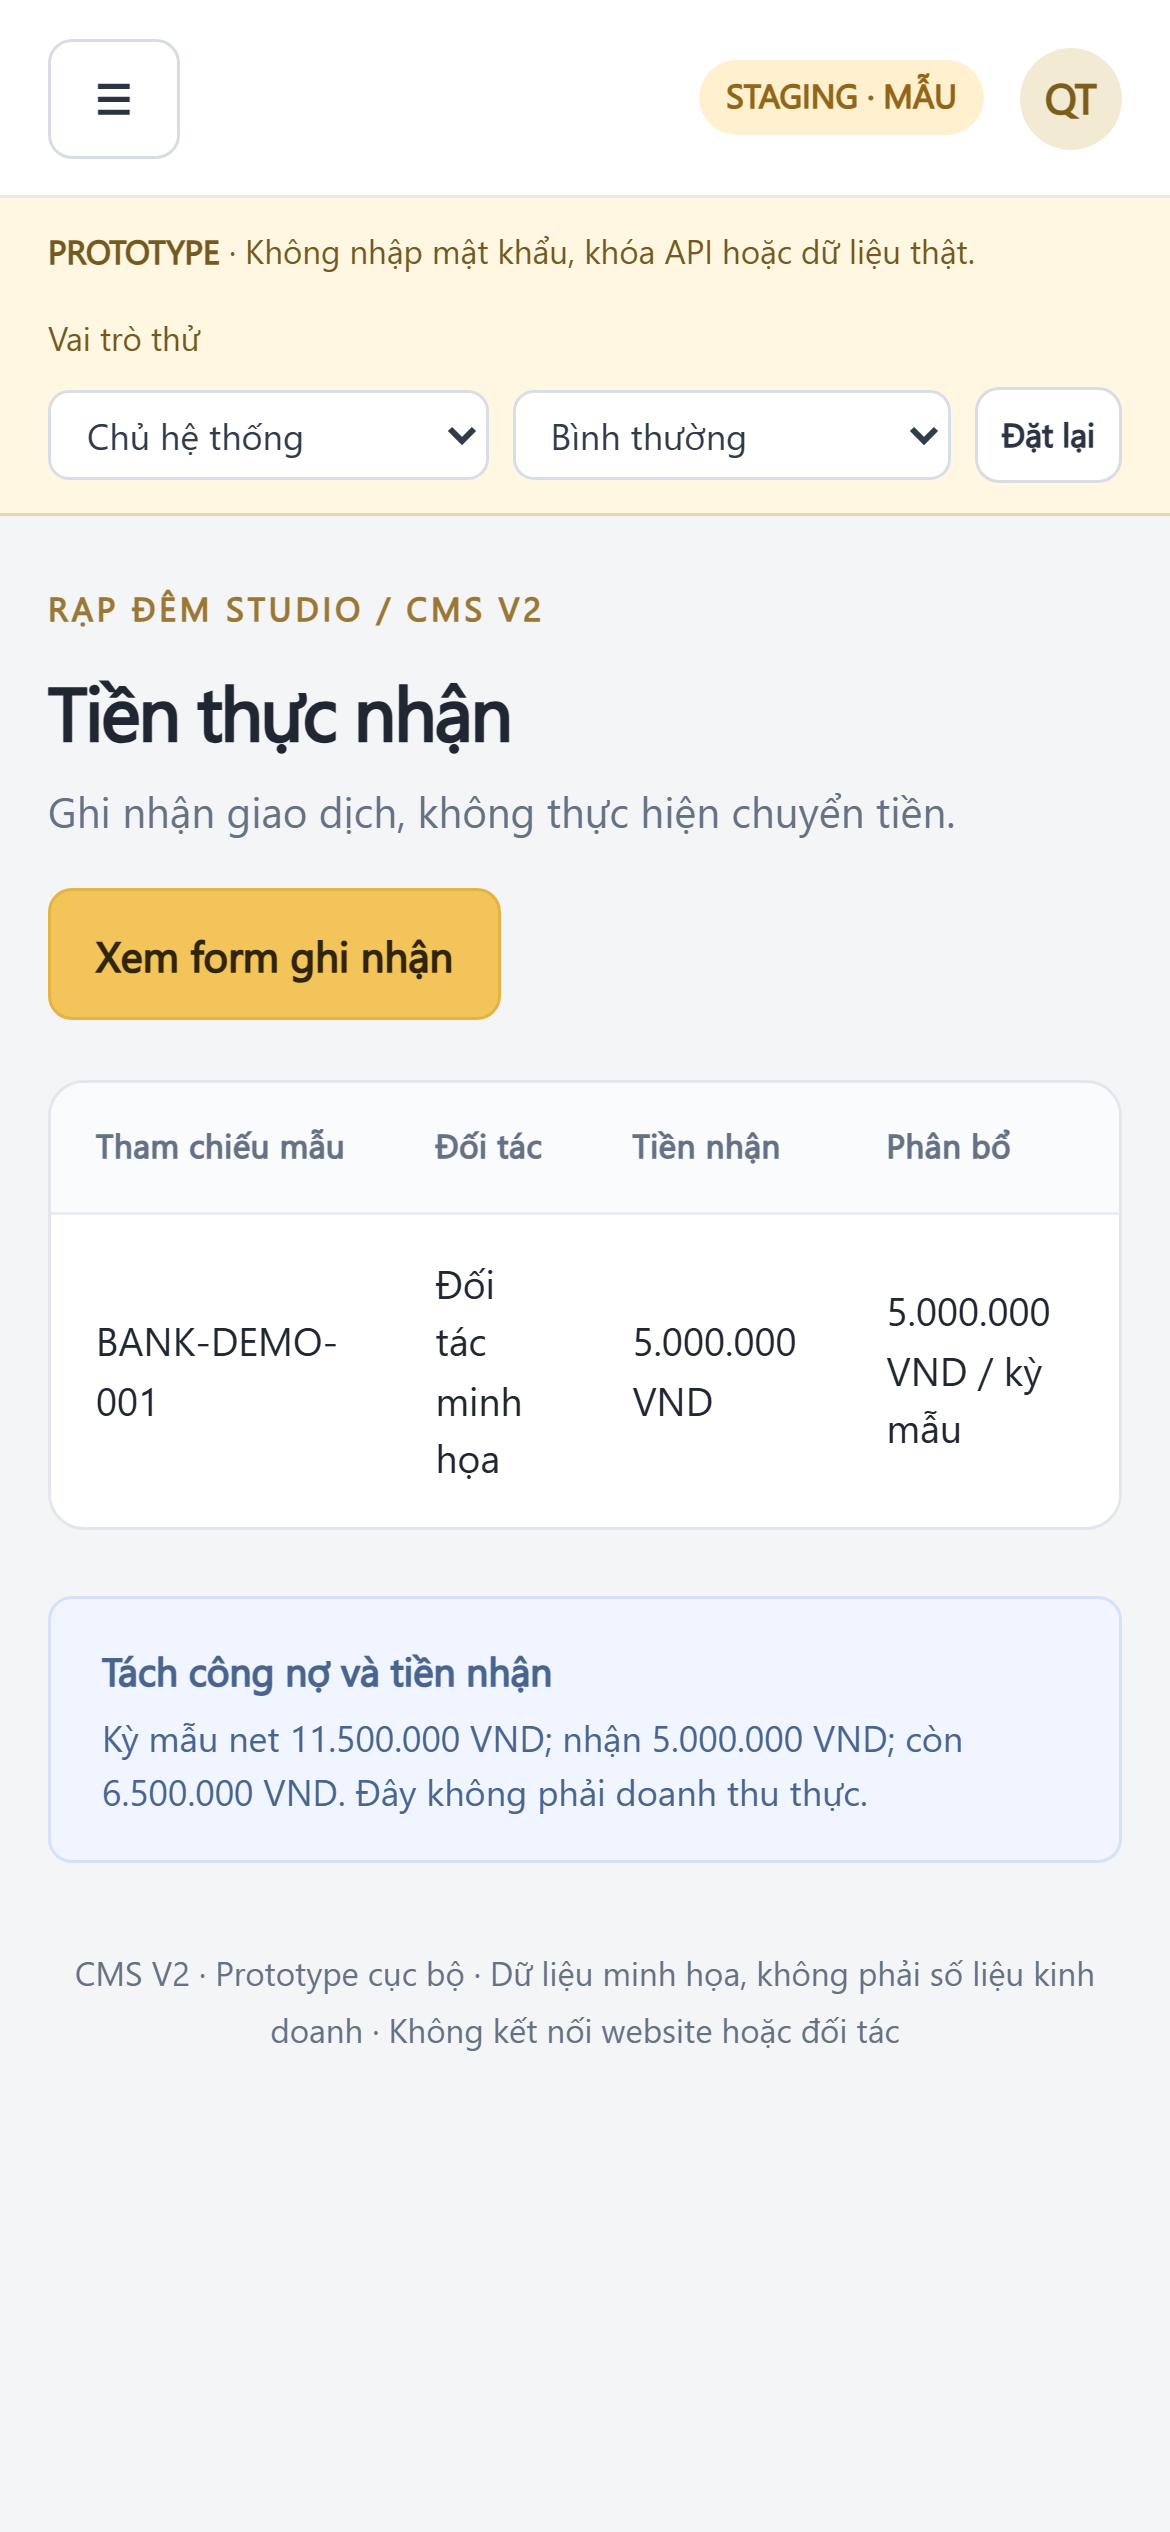 ☰
STAGING · MẪU
QT
PROTOTYPE · Không nhập mật khẩu, khóa API hoặc dữ liệu thật.
Vai trò thử
Chủ hệ thống
Bình thường
Đặt lại
RẠP ĐÊM STUDIO / CMS V2
Tiền thực nhận
Ghi nhận giao dịch, không thực hiện chuyển tiền.
Xem form ghi nhận
Tham chiếu mẫu
Đối tác
Tiền nhận
Phân bổ
BANK-DEMO-
001
Đối
tác
minh
họa
5.000.000
VND
5.000.000
VND / kỳ
mẫu
Tách công nợ và tiền nhận
Kỳ mẫu net 11.500.000 VND; nhận 5.000.000 VND; còn
6.500.000 VND. Đây không phải doanh thu thực.
CMS V2 · Prototype cục bộ · Dữ liệu minh họa, không phải số liệu kinh
doanh · Không kết nối website hoặc đối tác